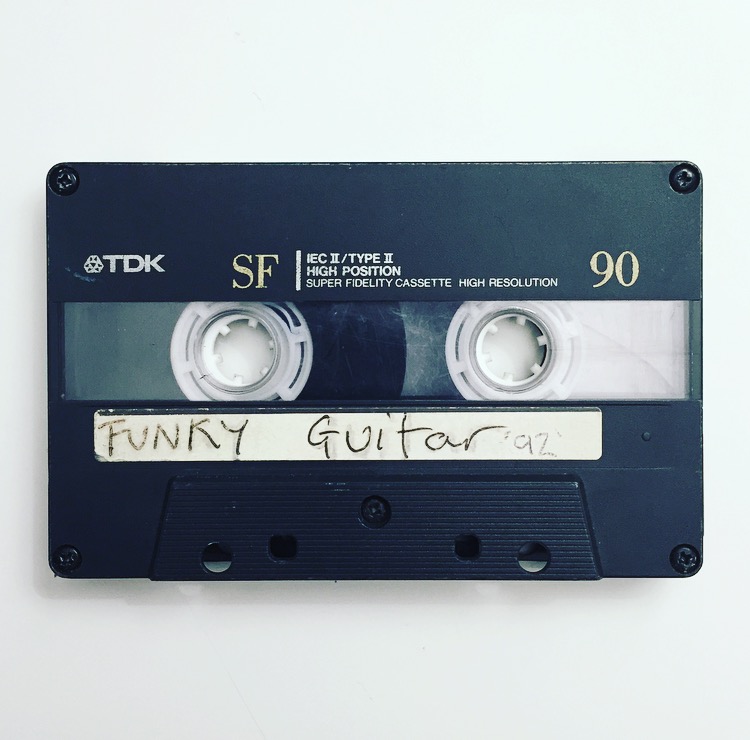 TDK
SF
IEC II/TYPE II
HIGH POSITION
SUPER FIDELITY CASSETTE HIGH RESOLUTION
90
FUNKY Guitar '92'